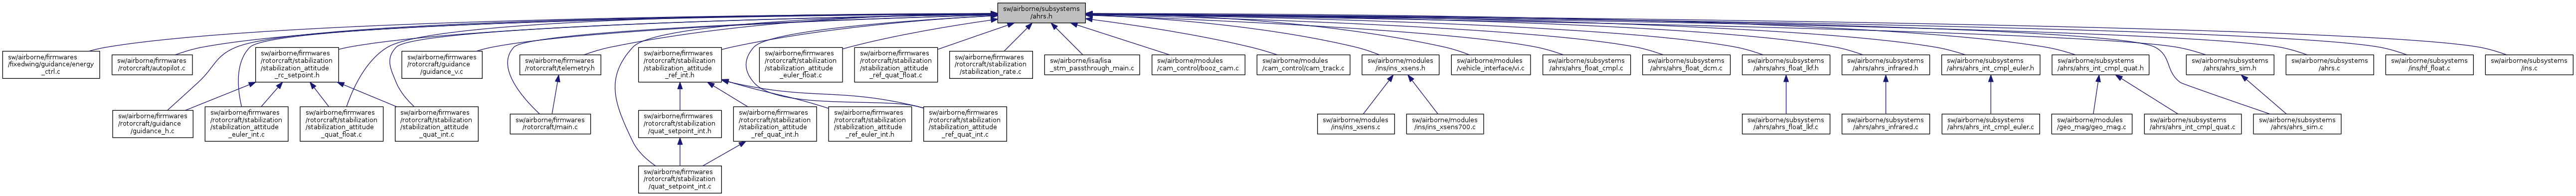 sw/airborne/subsystems
/ahrs.h
sw/airborne/firmwares
/fixedwing/guidance/energy
_ctrl.c
sw/airborne/firmwares
/rotorcraft/autopilot.c
sw/airborne/firmwares
/rotorcraft/stabilization
/stabilization_attitude
_rc_setpoint.h
sw/airborne/firmwares
/rotorcraft/guidance
/guidance_v.c
sw/airborne/firmwares
/rotorcraft/telemetry.h
sw/airborne/firmwares
/rotorcraft/stabilization
/stabilization_attitude
_ref_int.h
sw/airborne/firmwares
/rotorcraft/stabilization
/stabilization_attitude
_euler_float.c
sw/airborne/firmwares
/rotorcraft/stabilization
/stabilization_attitude
_ref_quat_float.c
sw/airborne/firmwares
/rotorcraft/stabilization
/stabilization_rate.c
sw/airborne/lisa/lisa
_stm_passthrough_main.c
sw/airborne/modules
/cam_control/booz_cam.c
sw/airborne/modules
/cam_control/cam_track.c
sw/airborne/modules
/ins/ins_xsens.h
sw/airborne/modules
/vehicle_interface/vi.c
sw/airborne/subsystems
/ahrs/ahrs_float_cmpl.c
sw/airborne/subsystems
/ahrs/ahrs_float_dcm.c
sw/airborne/subsystems
/ahrs/ahrs_float_lkf.h
sw/airborne/subsystems
/ahrs/ahrs_infrared.h
sw/airborne/subsystems
/ahrs/ahrs_int_cmpl_euler.h
sw/airborne/subsystems
/ahrs/ahrs_int_cmpl_quat.h
sw/airborne/subsystems
/ahrs/ahrs_sim.h
sw/airborne/subsystems
/ahrs.c
sw/airborne/subsystems
/ins/hf_float.c
sw/airborne/subsystems
/ins.c
sw/airborne/firmwares
/rotorcraft/guidance
/guidance_h.c
sw/airborne/firmwares
/rotorcraft/stabilization
/stabilization_attitude
_euler_int.c
sw/airborne/firmwares
/rotorcraft/stabilization
/stabilization_attitude
_quat_float.c
sw/airborne/firmwares
/rotorcraft/stabilization
/stabilization_attitude
_quat_int.c
sw/airborne/firmwares
/rotorcraft/main.c
sw/airborne/firmwares
/rotorcraft/stabilization
/quat_setpoint_int.h
sw/airborne/firmwares
/rotorcraft/stabilization
/stabilization_attitude
_ref_quat_int.h
sw/airborne/firmwares
/rotorcraft/stabilization
/stabilization_attitude
_ref_euler_int.c
sw/airborne/firmwares
/rotorcraft/stabilization
/stabilization_attitude
_ref_quat_int.c
sw/airborne/modules
/ins/ins_xsens.c
sw/airborne/modules
/ins/ins_xsens700.c
sw/airborne/subsystems
/ahrs/ahrs_float_lkf.c
sw/airborne/subsystems
/ahrs/ahrs_infrared.c
sw/airborne/subsystems
/ahrs/ahrs_int_cmpl_euler.c
sw/airborne/modules
/geo_mag/geo_mag.c
sw/airborne/subsystems
/ahrs/ahrs_int_cmpl_quat.c
sw/airborne/subsystems
/ahrs/ahrs_sim.c
sw/airborne/firmwares
/rotorcraft/stabilization
/quat_setpoint_int.c